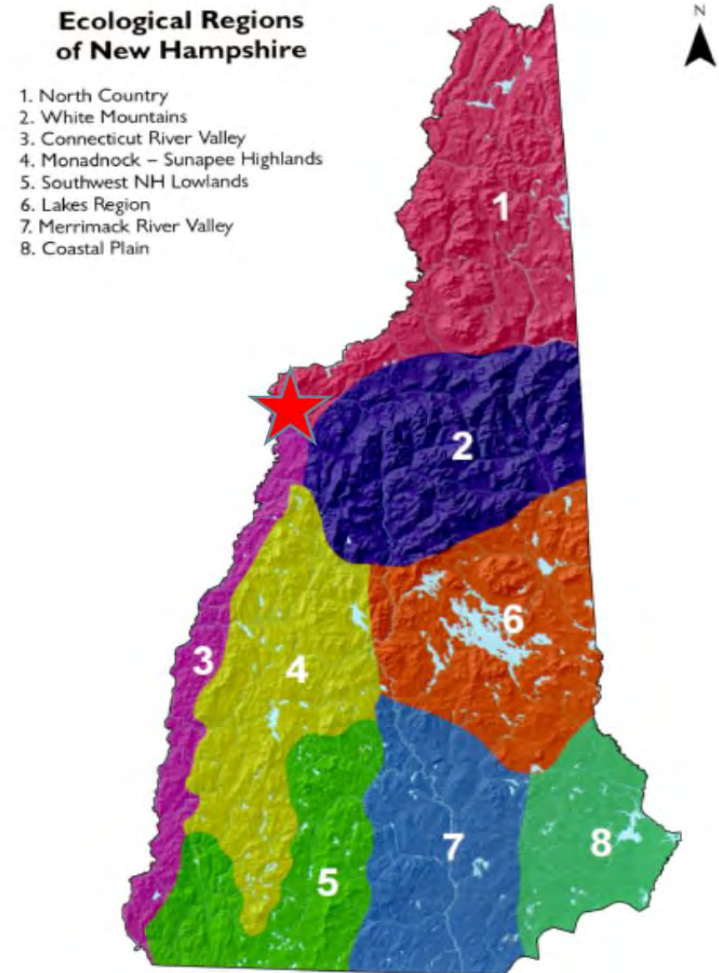 Ecological Regions
of New Hampshire
N
1. North Country
2. White Mountains
3. Connecticut River Valley
4. Monadnock – Sunapee Highlands
5. Southwest NH Lowlands
6. Lakes Region
7. Merrimack River Valley
8. Coastal Plain
1
2
6
3
4
7
8
5